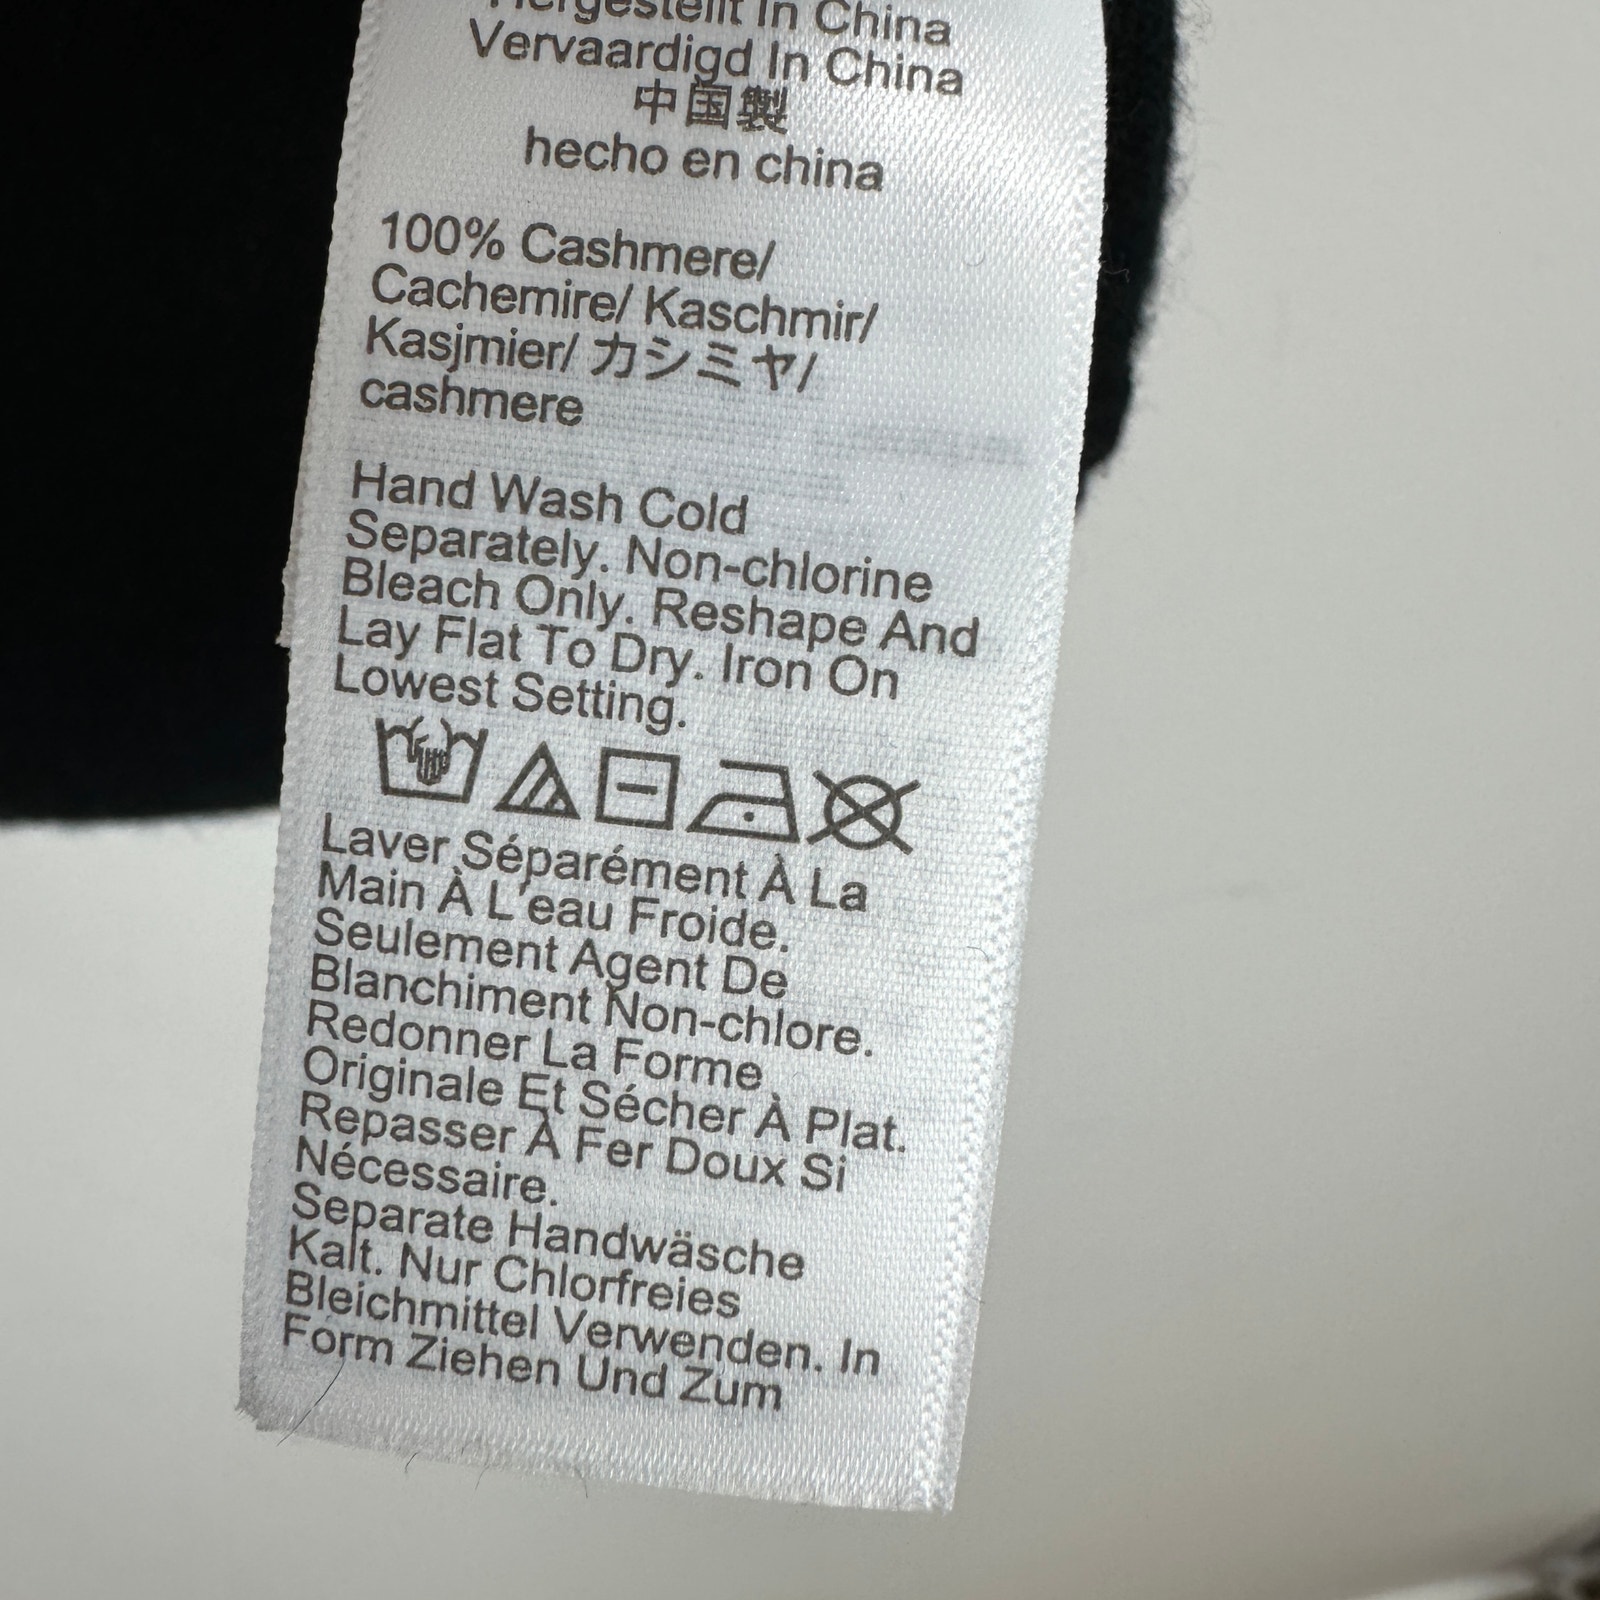 Hergestellt In China
Vervaardigd In China
中国製
hecho en china
100% Cashmere/
Cachemire/ Kaschmir/
Kasjmier/ カシミヤ/
cashmere
Hand Wash Cold
Separately. Non-chlorine
Bleach Only. Reshape And
Lay Flat To Dry. Iron On
Lowest Setting.
Laver Séparément À La
Main À L'eau Froide.
Seulement Agent De
Blanchiment Non-chlore.
Redonner La Forme
Originale Et Sécher À Plat.
Repasser À Fer Doux Si
Nécessaire.
Separate Handwäsche
Kalt. Nur Chlorfreies
Bleichmittel Verwenden. In
Form Ziehen Und Zum